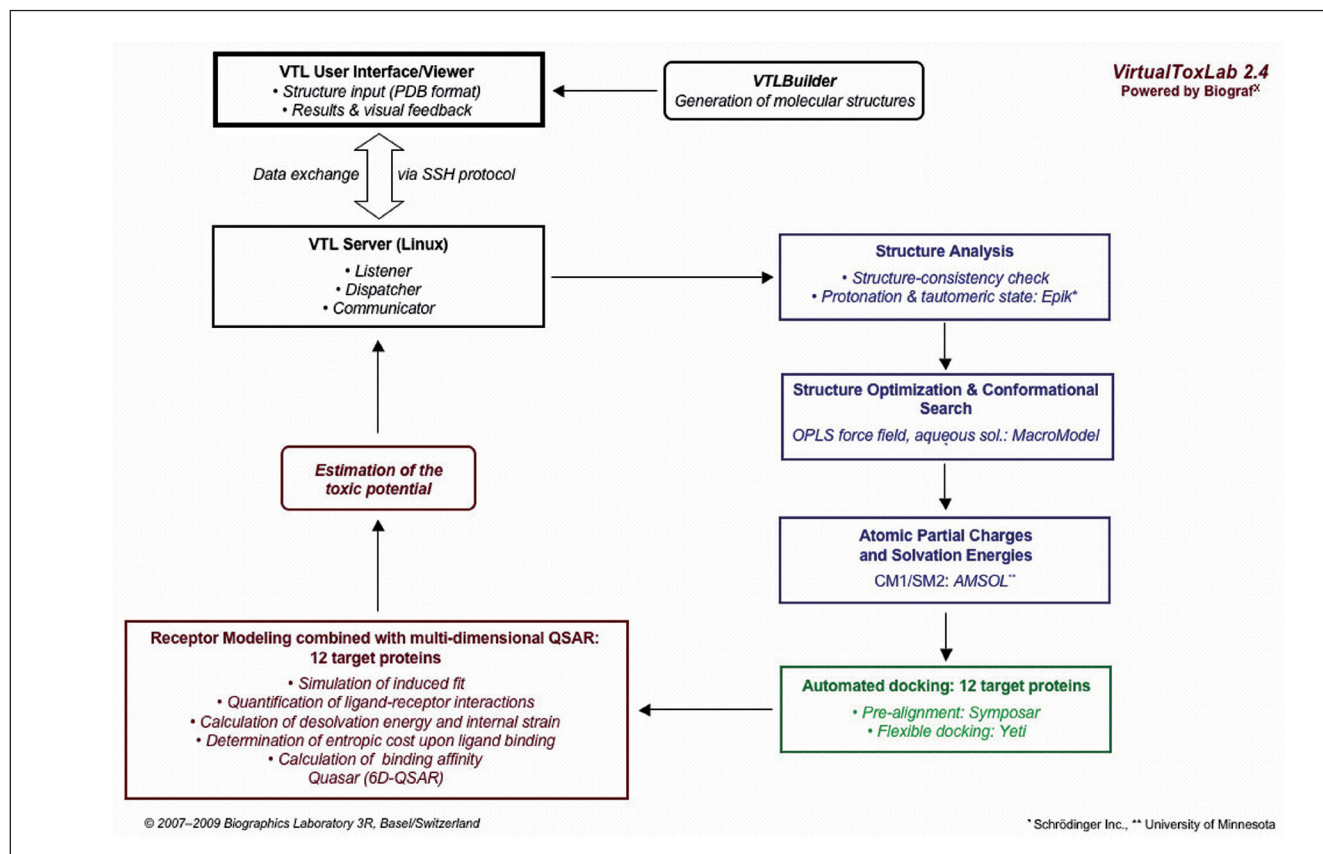 VTL User Interface/Viewer
• Structure input (PDB format)
• Results & visual feedback
VTLBuilder
Generation of molecular structures
VirtualToxLab 2.4
Powered by Biografˣ
Data exchange via SSH protocol
VTL Server (Linux)
• Listener
• Dispatcher
• Communicator
Structure Analysis
• Structure-consistency check
• Protonation & tautomeric state: Epik*
Structure Optimization & Conformational
Search
OPLS force field, aqueous sol.: MacroModel
Estimation of the
toxic potential
Atomic Partial Charges
and Solvation Energies
CM1/SM2: AMSOL**
Receptor Modeling combined with multi-dimensional QSAR:
12 target proteins
• Simulation of induced fit
• Quantification of ligand-receptor interactions
• Calculation of desolvation energy and internal strain
• Determination of entropic cost upon ligand binding
• Calculation of binding affinity
Quasar (6D-QSAR)
Automated docking: 12 target proteins
• Pre-alignment: Symposar
• Flexible docking: Yeti
© 2007–2009 Biographics Laboratory 3R, Basel/Switzerland
* Schrödinger Inc., ** University of Minnesota